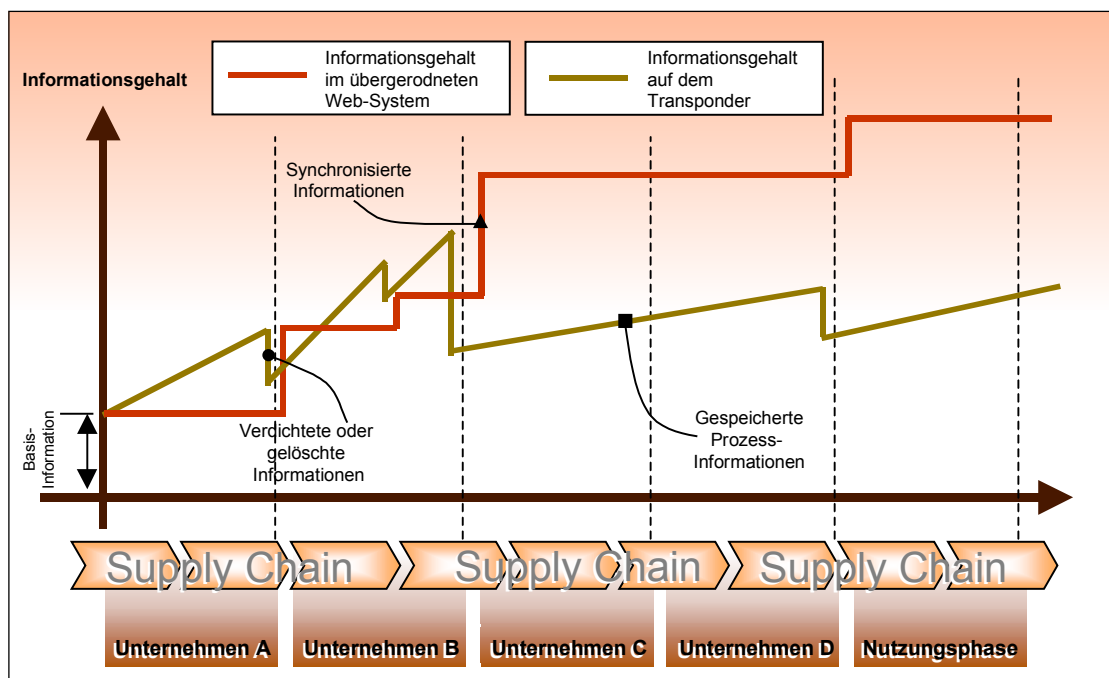 Informationsgehalt
Informationsgehalt
im übergerodneten
Web-System
Informationsgehalt
auf dem
Transponder
Synchronisierte
Informationen
Basis-
Information
Verdichtete oder
gelöschte
Informationen
Gespeicherte
Prozess-
Informationen
Supply Chain
Supply Chain
Supply Chain
Unternehmen A
Unternehmen B
Unternehmen C
Unternehmen D
Nutzungsphase